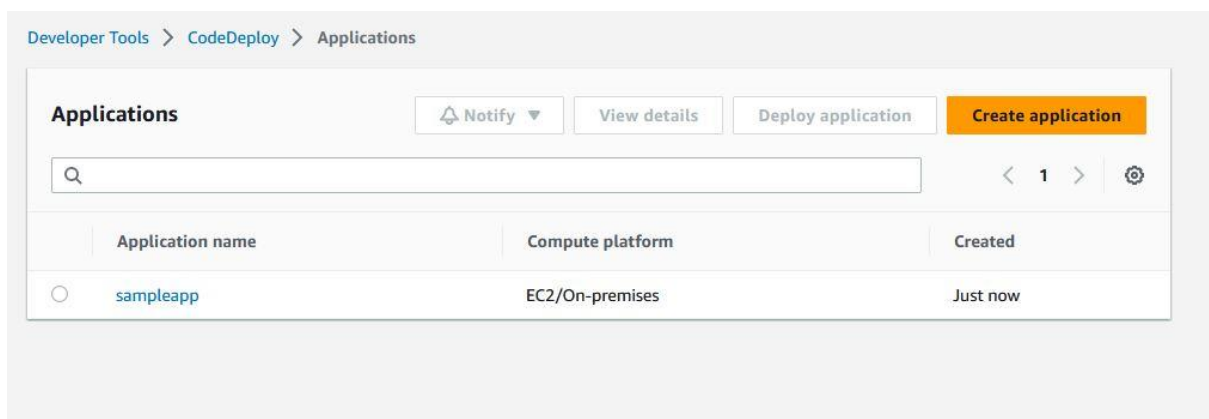 Developer Tools > CodeDeploy > Applications
Applications
Notify ▼
View details
Deploy application
Create application
< 1 >
Application name
Compute platform
Created
sampleapp
EC2/On-premises
Just now